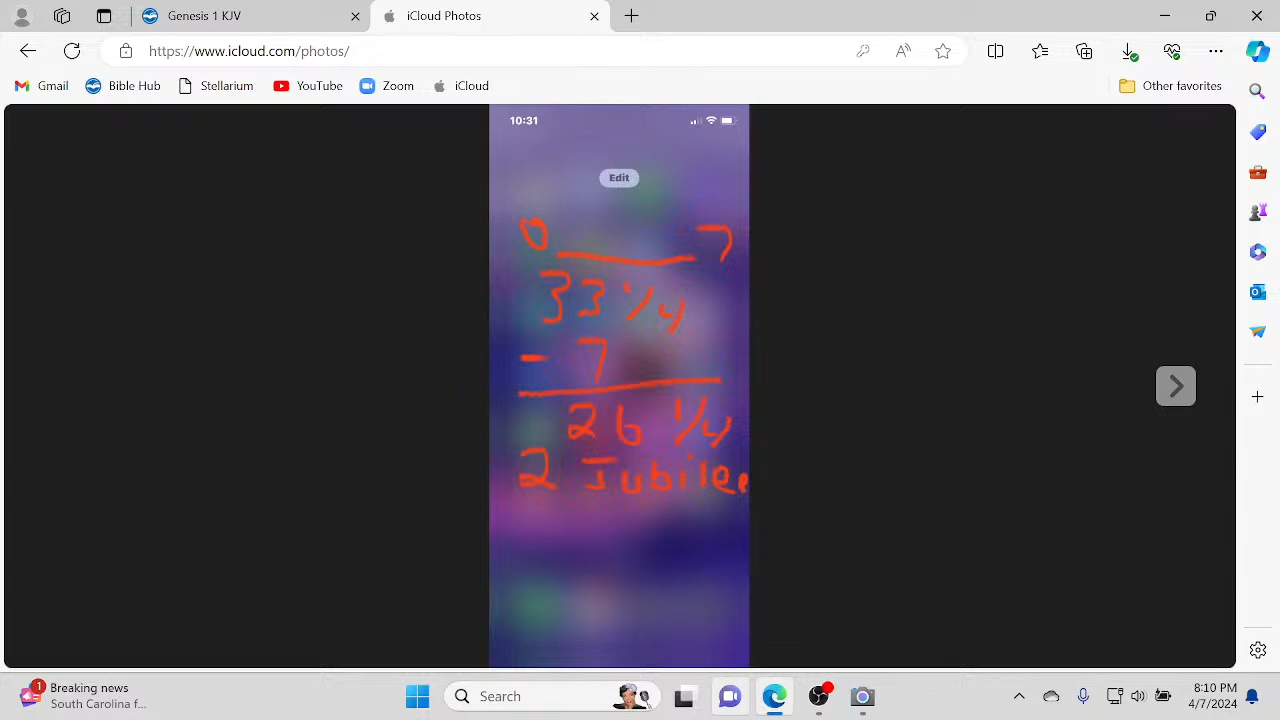 Genesis 1 KJV
iCloud Photos
https://www.icloud.com/photos/
Gmail
Bible Hub
Stellarium
YouTube
Zoom
iCloud
Other favorites
10:31
Edit
0 7
33 1/4
- 7
26 1/4
2 Jubilee
1
Breaking news
South Carolina f...
Search
8:10 PM
4/7/2024